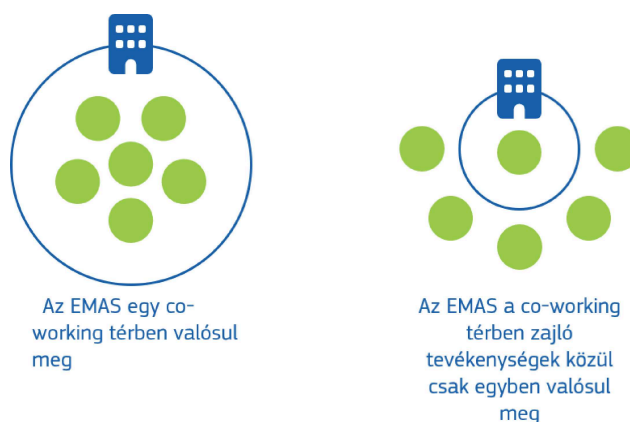 Az EMAS egy co-
working térben valósul
meg
Az EMAS a co-working
térben zajló
tevékenységek közül
csak egyben valósul
meg